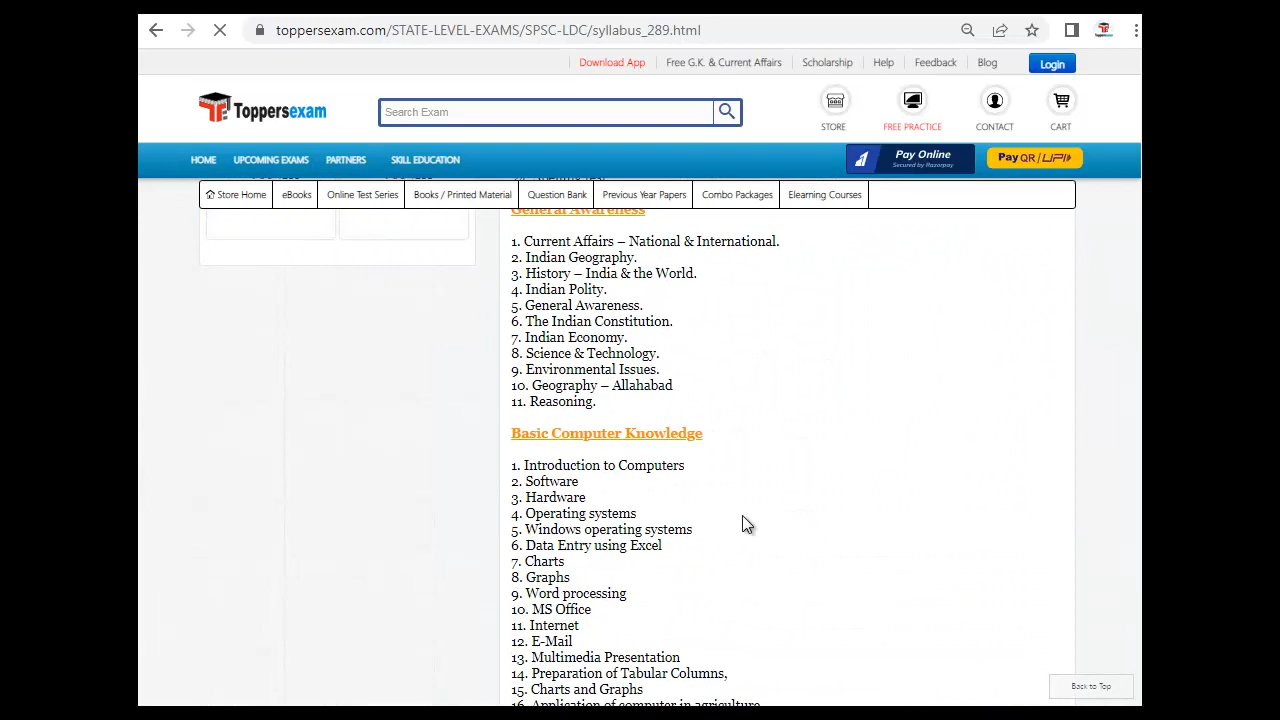 toppersexam.com/STATE-LEVEL-EXAMS/SPSC-LDC/syllabus_289.html
Download App Free G.K. & Current Affairs Scholarship Help Feedback Blog Login
Toppersexam
Search Exam
STORE FREE PRACTICE CONTACT CART
HOME UPCOMING EXAMS PARTNERS SKILL EDUCATION
Pay Online
Secured by Razorpay
Pay QR / UPI
Store Home eBooks Online Test Series Books / Printed Material Question Bank Previous Year Papers Combo Packages Elearning Courses
General Awareness
1. Current Affairs – National & International.
2. Indian Geography.
3. History – India & the World.
4. Indian Polity.
5. General Awareness.
6. The Indian Constitution.
7. Indian Economy.
8. Science & Technology.
9. Environmental Issues.
10. Geography – Allahabad
11. Reasoning.
Basic Computer Knowledge
1. Introduction to Computers
2. Software
3. Hardware
4. Operating systems
5. Windows operating systems
6. Data Entry using Excel
7. Charts
8. Graphs
9. Word processing
10. MS Office
11. Internet
12. E-Mail
13. Multimedia Presentation
14. Preparation of Tabular Columns,
15. Charts and Graphs
16. Application of computer in agriculture
Back to Top